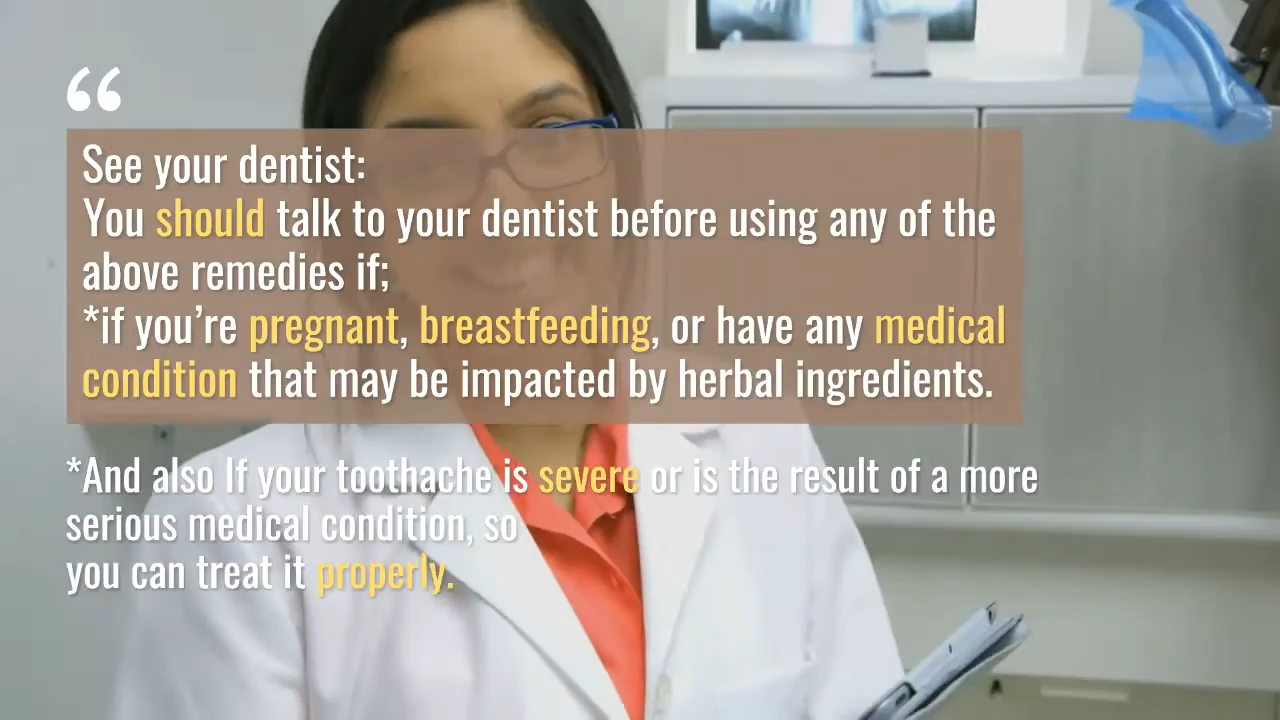 “
See your dentist:
You should talk to your dentist before using any of the
above remedies if;
*if you’re pregnant, breastfeeding, or have any medical
condition that may be impacted by herbal ingredients.
*And also If your toothache is severe or is the result of a more
serious medical condition, so
you can treat it properly.